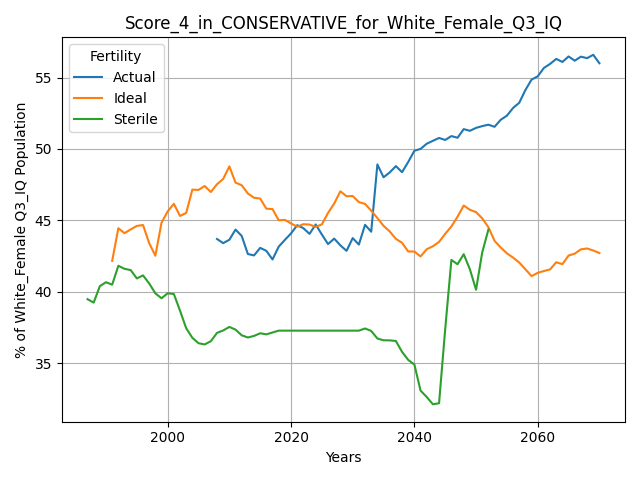 Score_4_in_CONSERVATIVE_for_White_Female_Q3_IQ
Fertility
Actual
Ideal
Sterile
% of White_Female Q3_IQ Population
55
50
45
40
35
2000
2020
2040
2060
Years